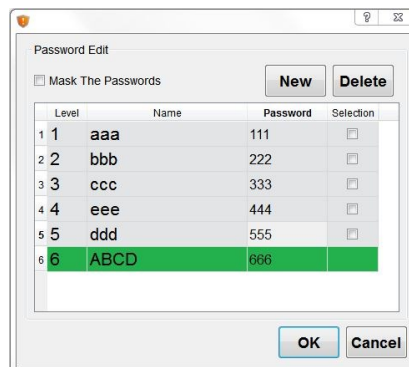 Password Edit
Mask The Passwords New Delete
Level Name Password Selection
1 1 aaa 111
2 2 bbb 222
3 3 ccc 333
4 4 eee 444
5 5 ddd 555
6 6 ABCD 666
OK Cancel